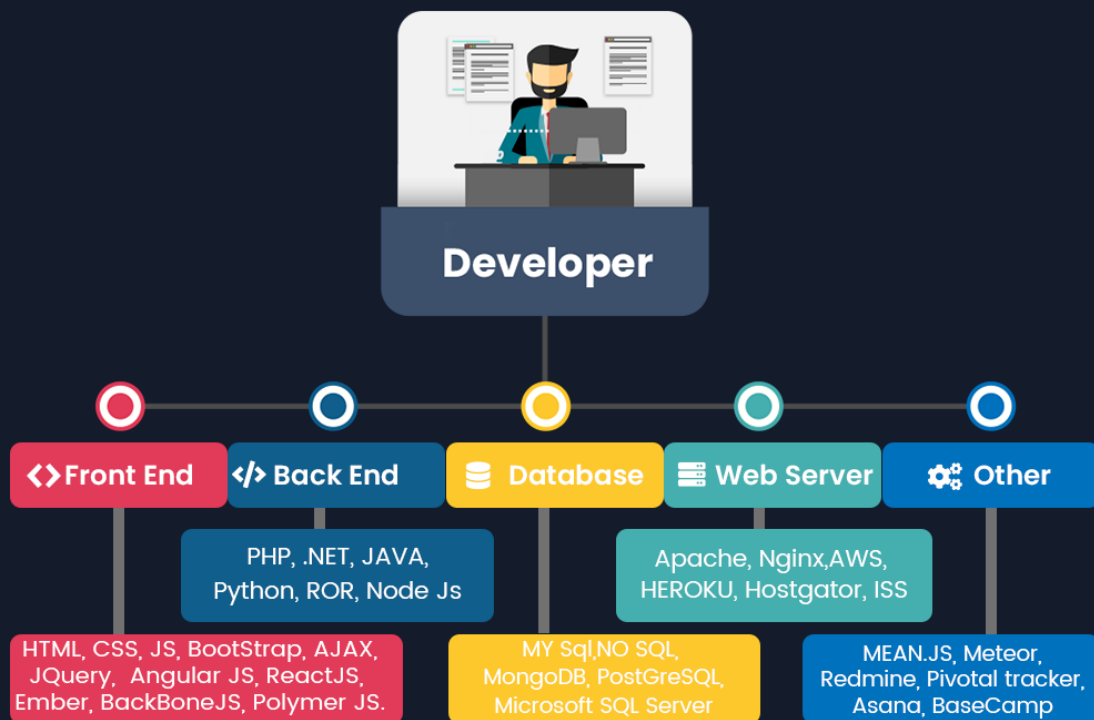 Developer
Front End
Back End
Database
Web Server
Other
PHP, .NET, JAVA,
Python, ROR, Node Js
Apache, Nginx,AWS,
HEROKU, Hostgator, ISS
HTML, CSS, JS, BootStrap, AJAX,
JQuery, Angular JS, ReactJS,
Ember, BackBoneJS, Polymer JS.
MY Sql,NO SQL,
MongoDB, PostGreSQL,
Microsoft SQL Server
MEAN.JS, Meteor,
Redmine, Pivotal tracker,
Asana, BaseCamp